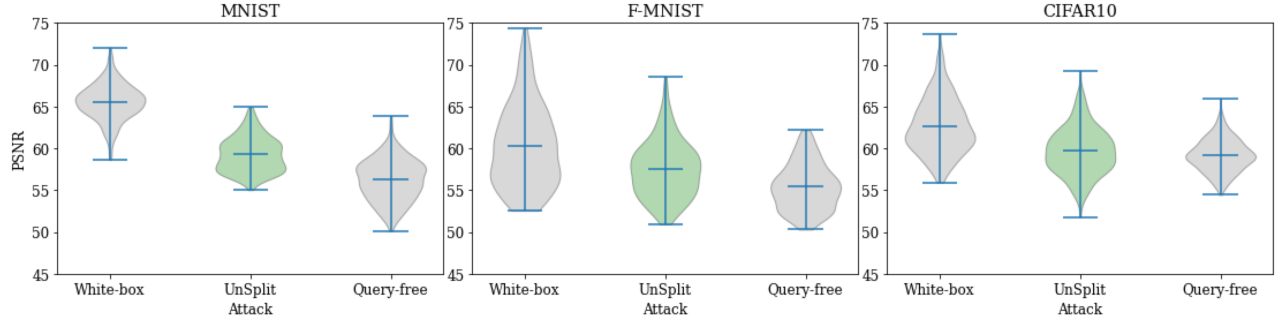 MNIST
75
70
65
60
55
50
45
PSNR
White-box
UnSplit
Query-free
Attack
F-MNIST
75
70
65
60
55
50
45
White-box
UnSplit
Query-free
Attack
CIFAR10
75
70
65
60
55
50
45
White-box
UnSplit
Query-free
Attack